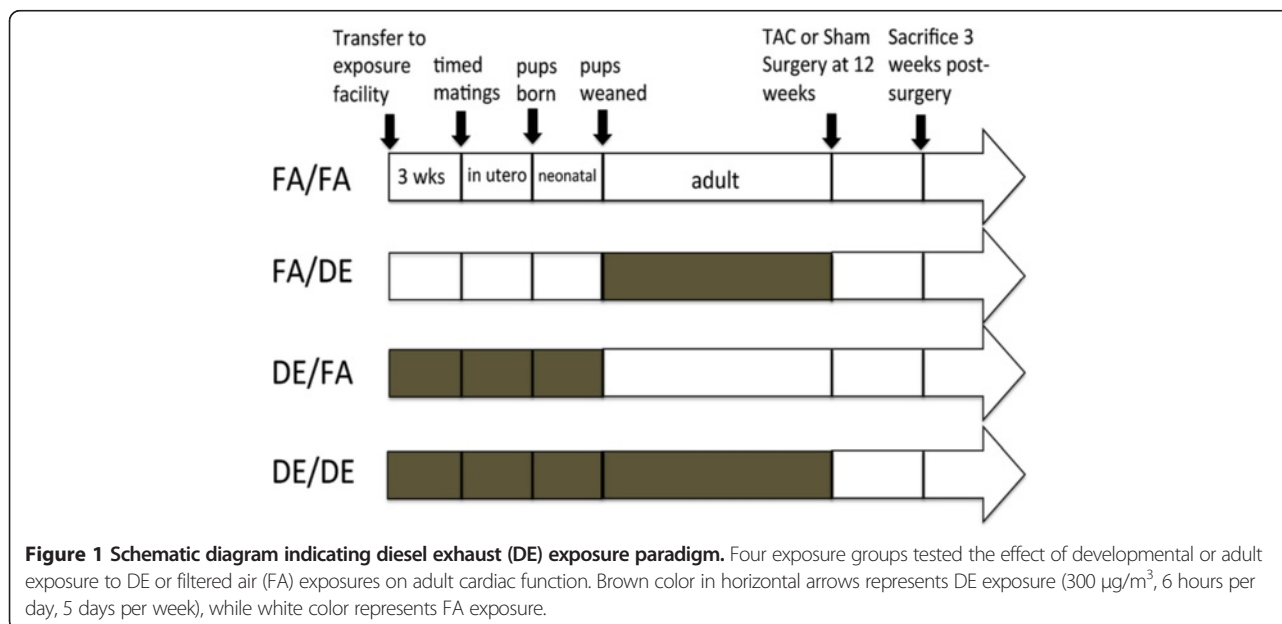 Transfer to
exposure
facility
timed
matings
pups
born
pups
weaned
TAC or Sham
Surgery at 12
weeks
Sacrifice 3
weeks post-
surgery
FA/FA
3 wks
in utero
neonatal
adult
FA/DE
DE/FA
DE/DE
Figure 1 Schematic diagram indicating diesel exhaust (DE) exposure paradigm. Four exposure groups tested the effect of developmental or adult
exposure to DE or filtered air (FA) exposures on adult cardiac function. Brown color in horizontal arrows represents DE exposure (300 μg/m³, 6 hours per
day, 5 days per week), while white color represents FA exposure.